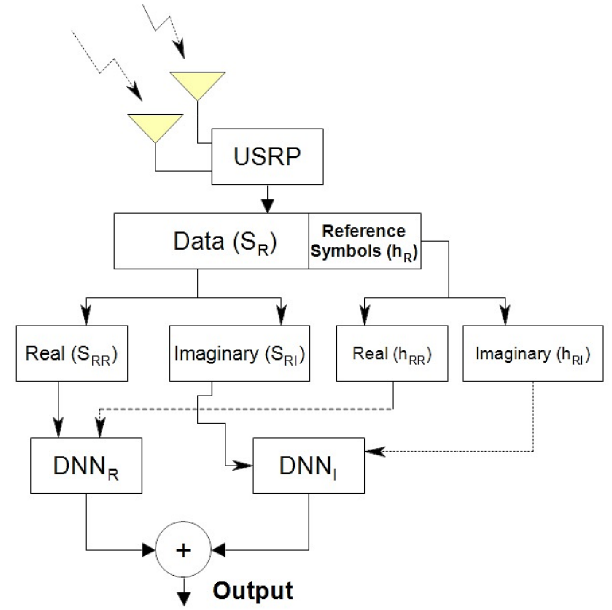 USRP
Data (S_R)
Reference
Symbols (h_R)
Real (S_RR)
Imaginary (S_RI)
Real (h_RR)
Imaginary (h_RI)
DNN_R
DNN_I
+
Output